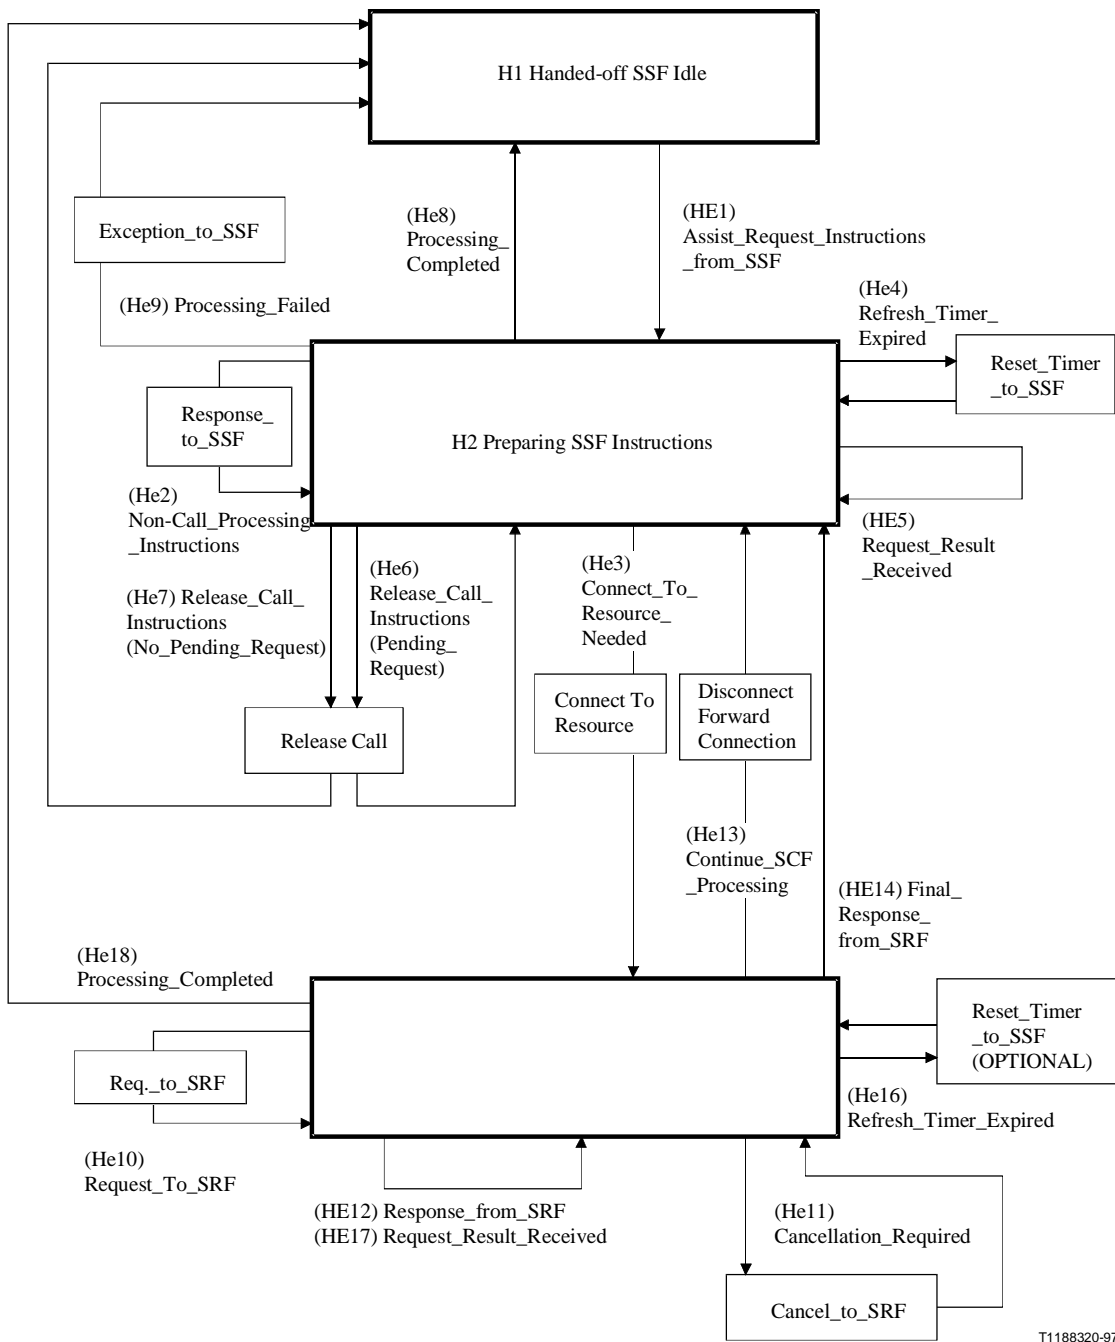 H1 Handed-off SSF Idle
Exception_to_SSF
(He8)
Processing_
Completed
(HE1)
Assist_Request_Instructions
_from_SSF
(He9) Processing_Failed
(He4)
Refresh_Timer_
Expired
Reset_Timer
_to_SSF
Response_
to_SSF
H2 Preparing SSF Instructions
(He2)
Non-Call_Processing
_Instructions
(HE5)
Request_Result
_Received
(He7) Release_Call_
Instructions
(No_Pending_Request)
(He6)
Release_Call_
Instructions
(Pending_
Request)
(He3)
Connect_To_
Resource_
Needed
Release Call
Connect To
Resource
Disconnect
Forward
Connection
(He13)
Continue_SCF
_Processing
(HE14) Final_
Response_
from_SRF
(He18)
Processing_Completed
Reset_Timer
_to_SSF
(OPTIONAL)
Req._to_SRF
(He16)
Refresh_Timer_Expired
(He10)
Request_To_SRF
(HE12) Response_from_SRF
(HE17) Request_Result_Received
(He11)
Cancellation_Required
Cancel_to_SRF
T1188320-97